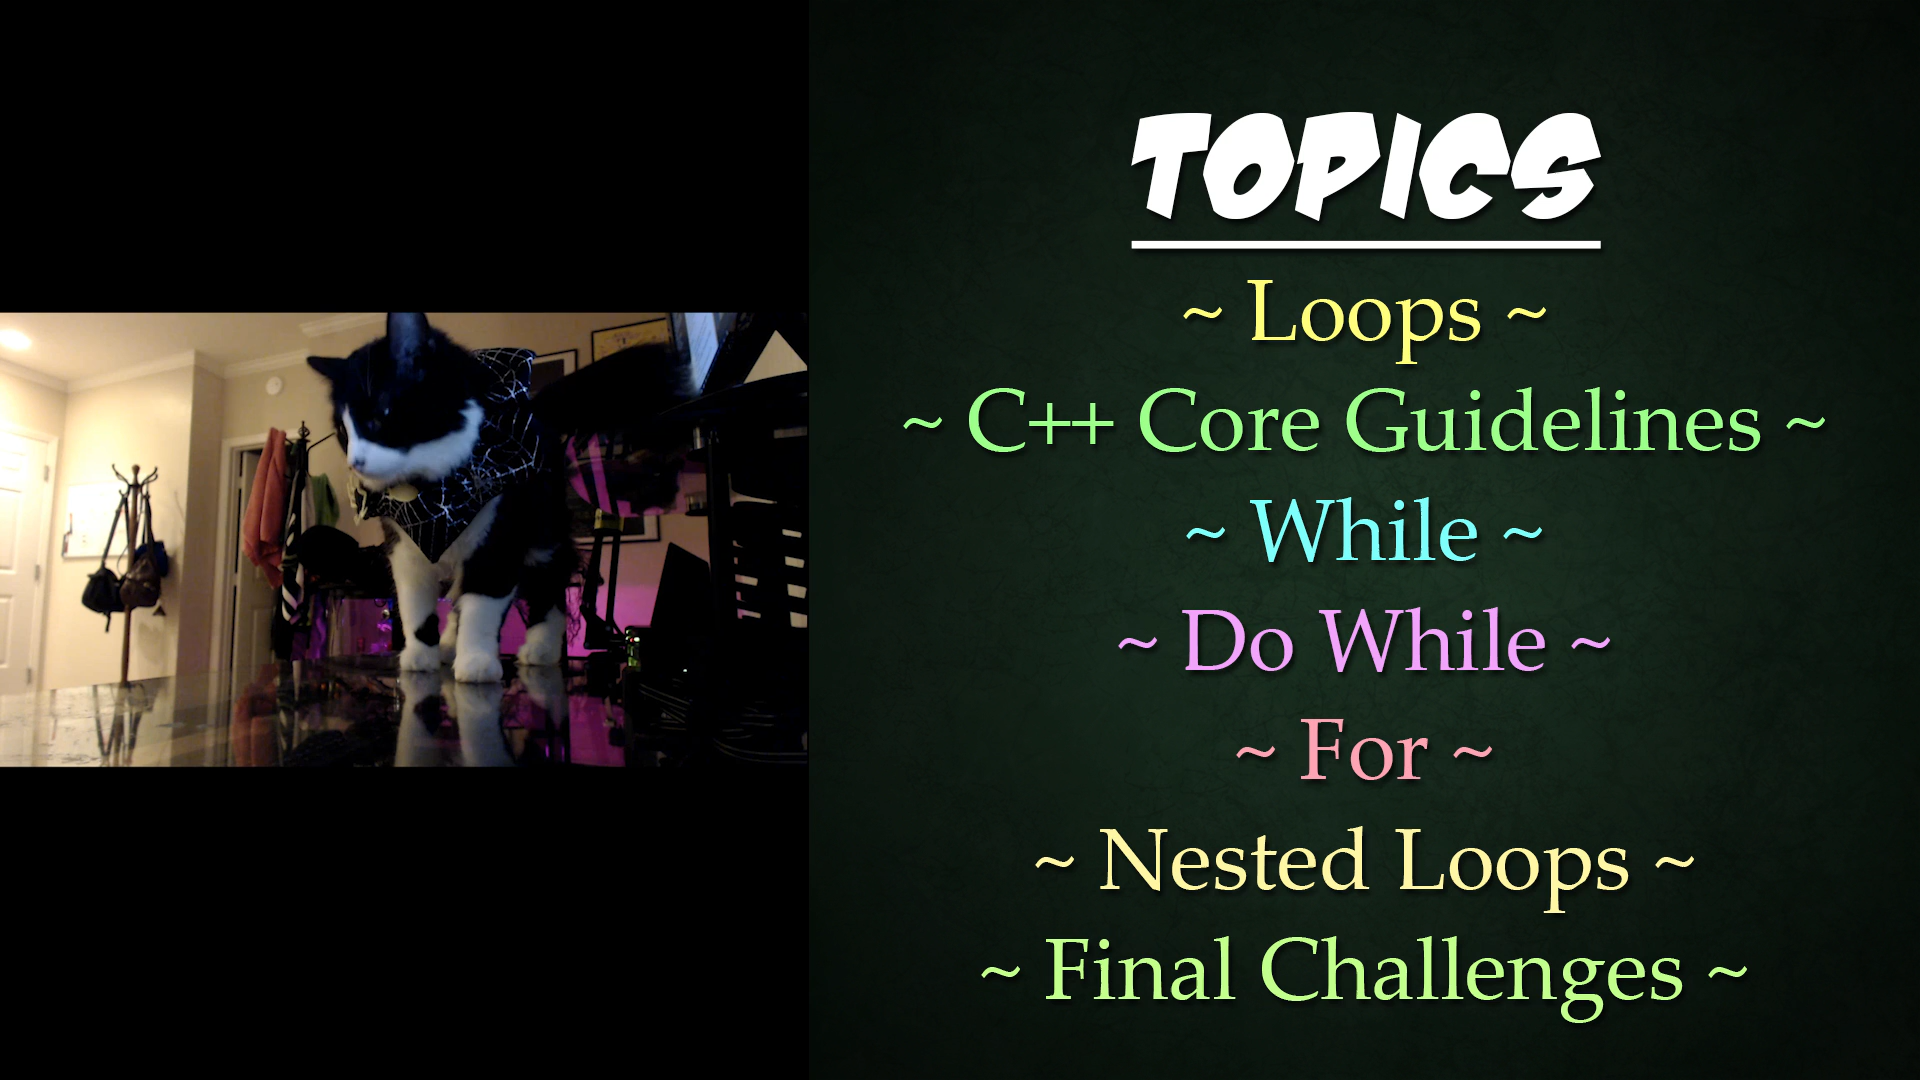 TOPICS
~ Loops ~
~ C++ Core Guidelines ~
~ While ~
~ Do While ~
~ For ~
~ Nested Loops ~
~ Final Challenges ~